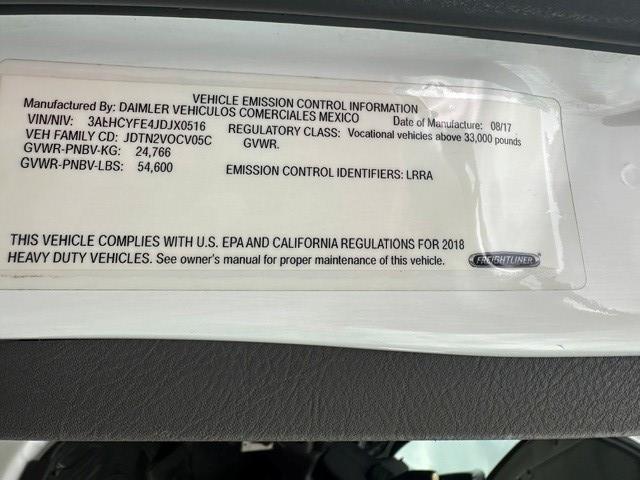 VEHICLE EMISSION CONTROL INFORMATION
Manufactured By: DAIMLER VEHICULOS COMERCIALES MEXICO Date of Manufacture: 08/17
VIN/NIV: 3ALHCYFE4JDJX0516 REGULATORY CLASS: Vocational vehicles above 33,000 pounds
VEH FAMILY CD: JDTN2VOCV05C GVWR.
GVWR-PNBV-KG: 24,766
GVWR-PNBV-LBS: 54,600 EMISSION CONTROL IDENTIFIERS: LRRA
THIS VEHICLE COMPLIES WITH U.S. EPA AND CALIFORNIA REGULATIONS FOR 2018
HEAVY DUTY VEHICLES. See owner's manual for proper maintenance of this vehicle. FREIGHTLINER